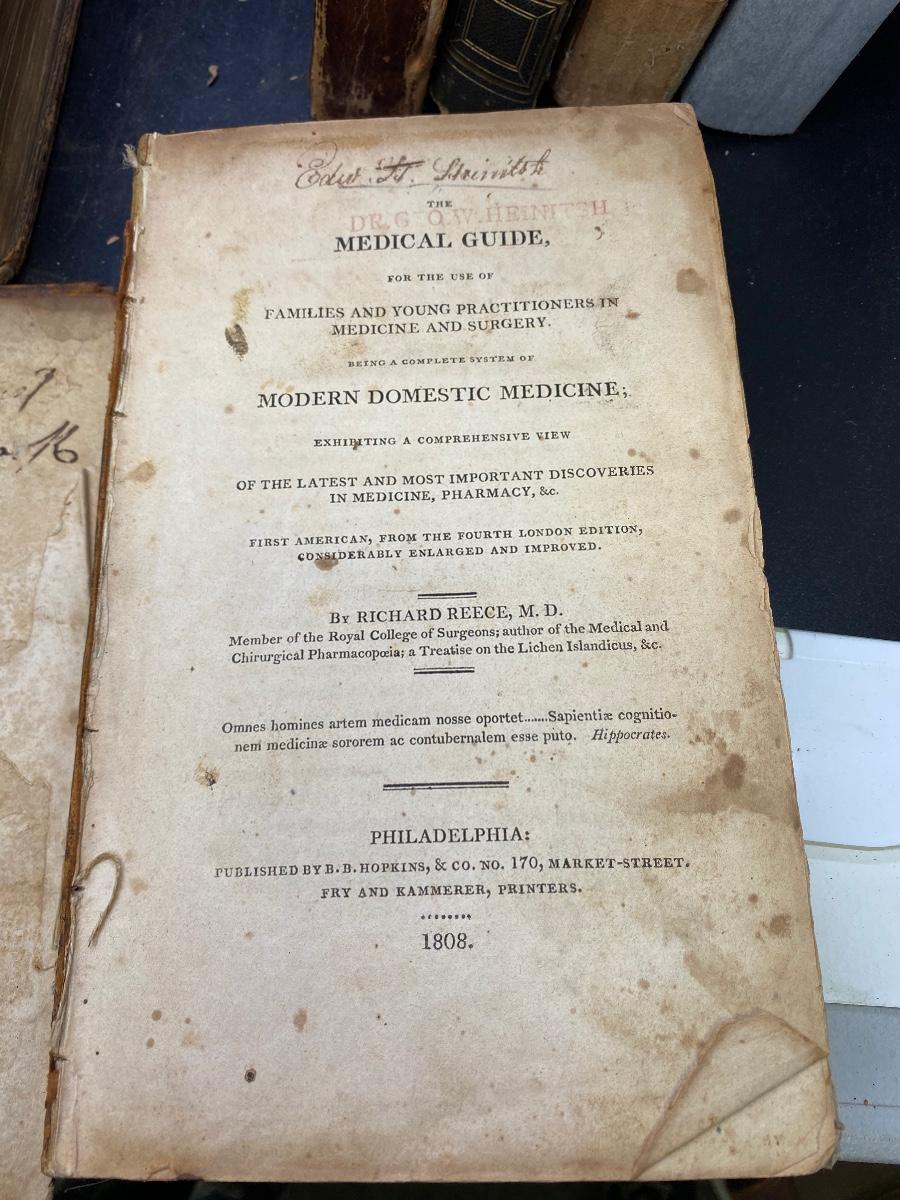 Edw. H. Heinitsh
THE
DR. GEO. W. HEINITSH
MEDICAL GUIDE,
FOR THE USE OF
FAMILIES AND YOUNG PRACTITIONERS IN
MEDICINE AND SURGERY.
BEING A COMPLETE SYSTEM OF
MODERN DOMESTIC MEDICINE;
EXHIBITING A COMPREHENSIVE VIEW
OF THE LATEST AND MOST IMPORTANT DISCOVERIES
IN MEDICINE, PHARMACY, &c.
FIRST AMERICAN, FROM THE FOURTH LONDON EDITION,
CONSIDERABLY ENLARGED AND IMPROVED.
By RICHARD REECE, M. D.
Member of the Royal College of Surgeons; author of the Medical and
Chirurgical Pharmacopœia; a Treatise on the Lichen Islandicus, &c.
Omnes homines artem medicam nosse oportet.......Sapientiæ cognitio-
nem medicinæ sororem ac contubernalem esse puto. Hippocrates.
PHILADELPHIA:
PUBLISHED BY B. B. HOPKINS, & CO. NO. 170, MARKET-STREET.
FRY AND KAMMERER, PRINTERS.
1808.